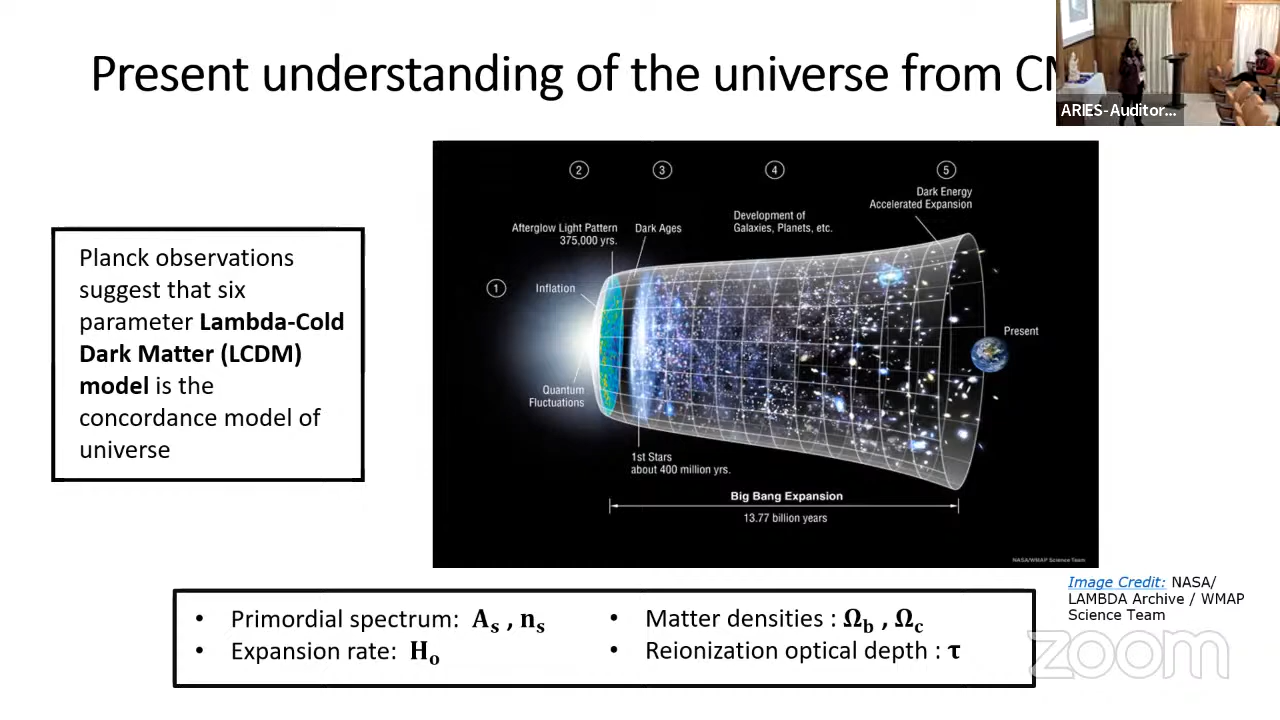 Present understanding of the universe from
ARIES-Auditor...
Planck observations
suggest that six
parameter Lambda-Cold
Dark Matter (LCDM)
model is the
concordance model of
universe
2
3
4
5
Dark Energy
Accelerated Expansion
Afterglow Light Pattern
375,000 yrs.
Dark Ages
Development of
Galaxies, Planets, etc.
1
Inflation
Present
Quantum
Fluctuations
1st Stars
about 400 million yrs.
Big Bang Expansion
13.77 billion years
NASA/WMAP Science Team
Image Credit: NASA/
LAMBDA Archive / WMAP
Science Team
• Primordial spectrum: Aₛ , nₛ
• Expansion rate: Hₒ
• Matter densities : Ω_b , Ω_c
• Reionization optical depth : τ
zoom